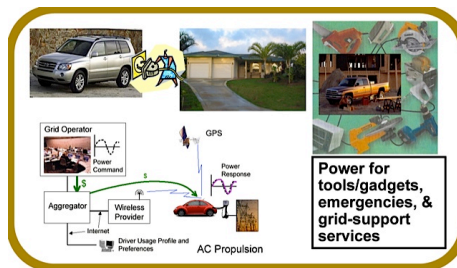 Grid Operator
Power
Command
GPS
Power
Response
$
$
Aggregator
Wireless
Provider
Internet
Driver Usage Profile and
Preferences
AC Propulsion
Power for
tools/gadgets,
emergencies, &
grid-support
services